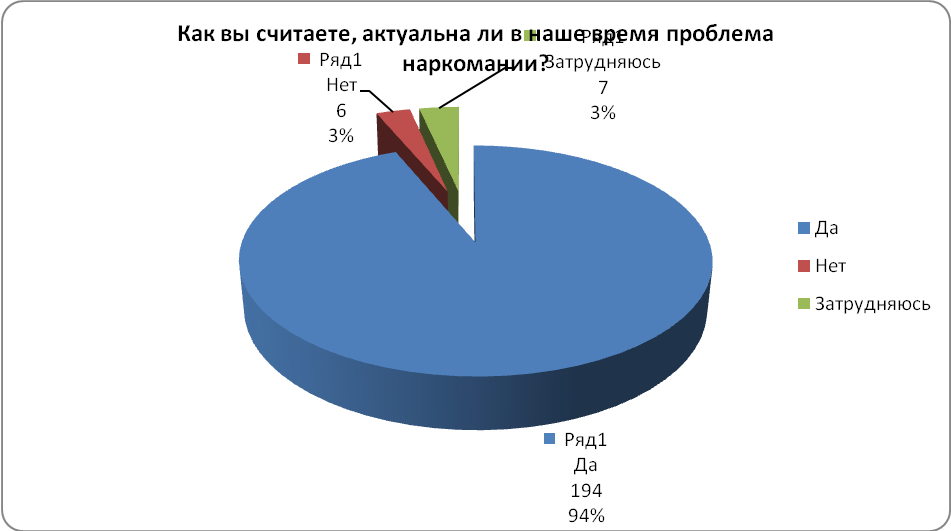 Как вы считаете, актуальна ли в наше время проблема
наркомании?
Ряд1
Нет
6
3%
Ряд1
Затрудняюсь
7
3%
Да
Нет
Затрудняюсь
Ряд1
Да
194
94%